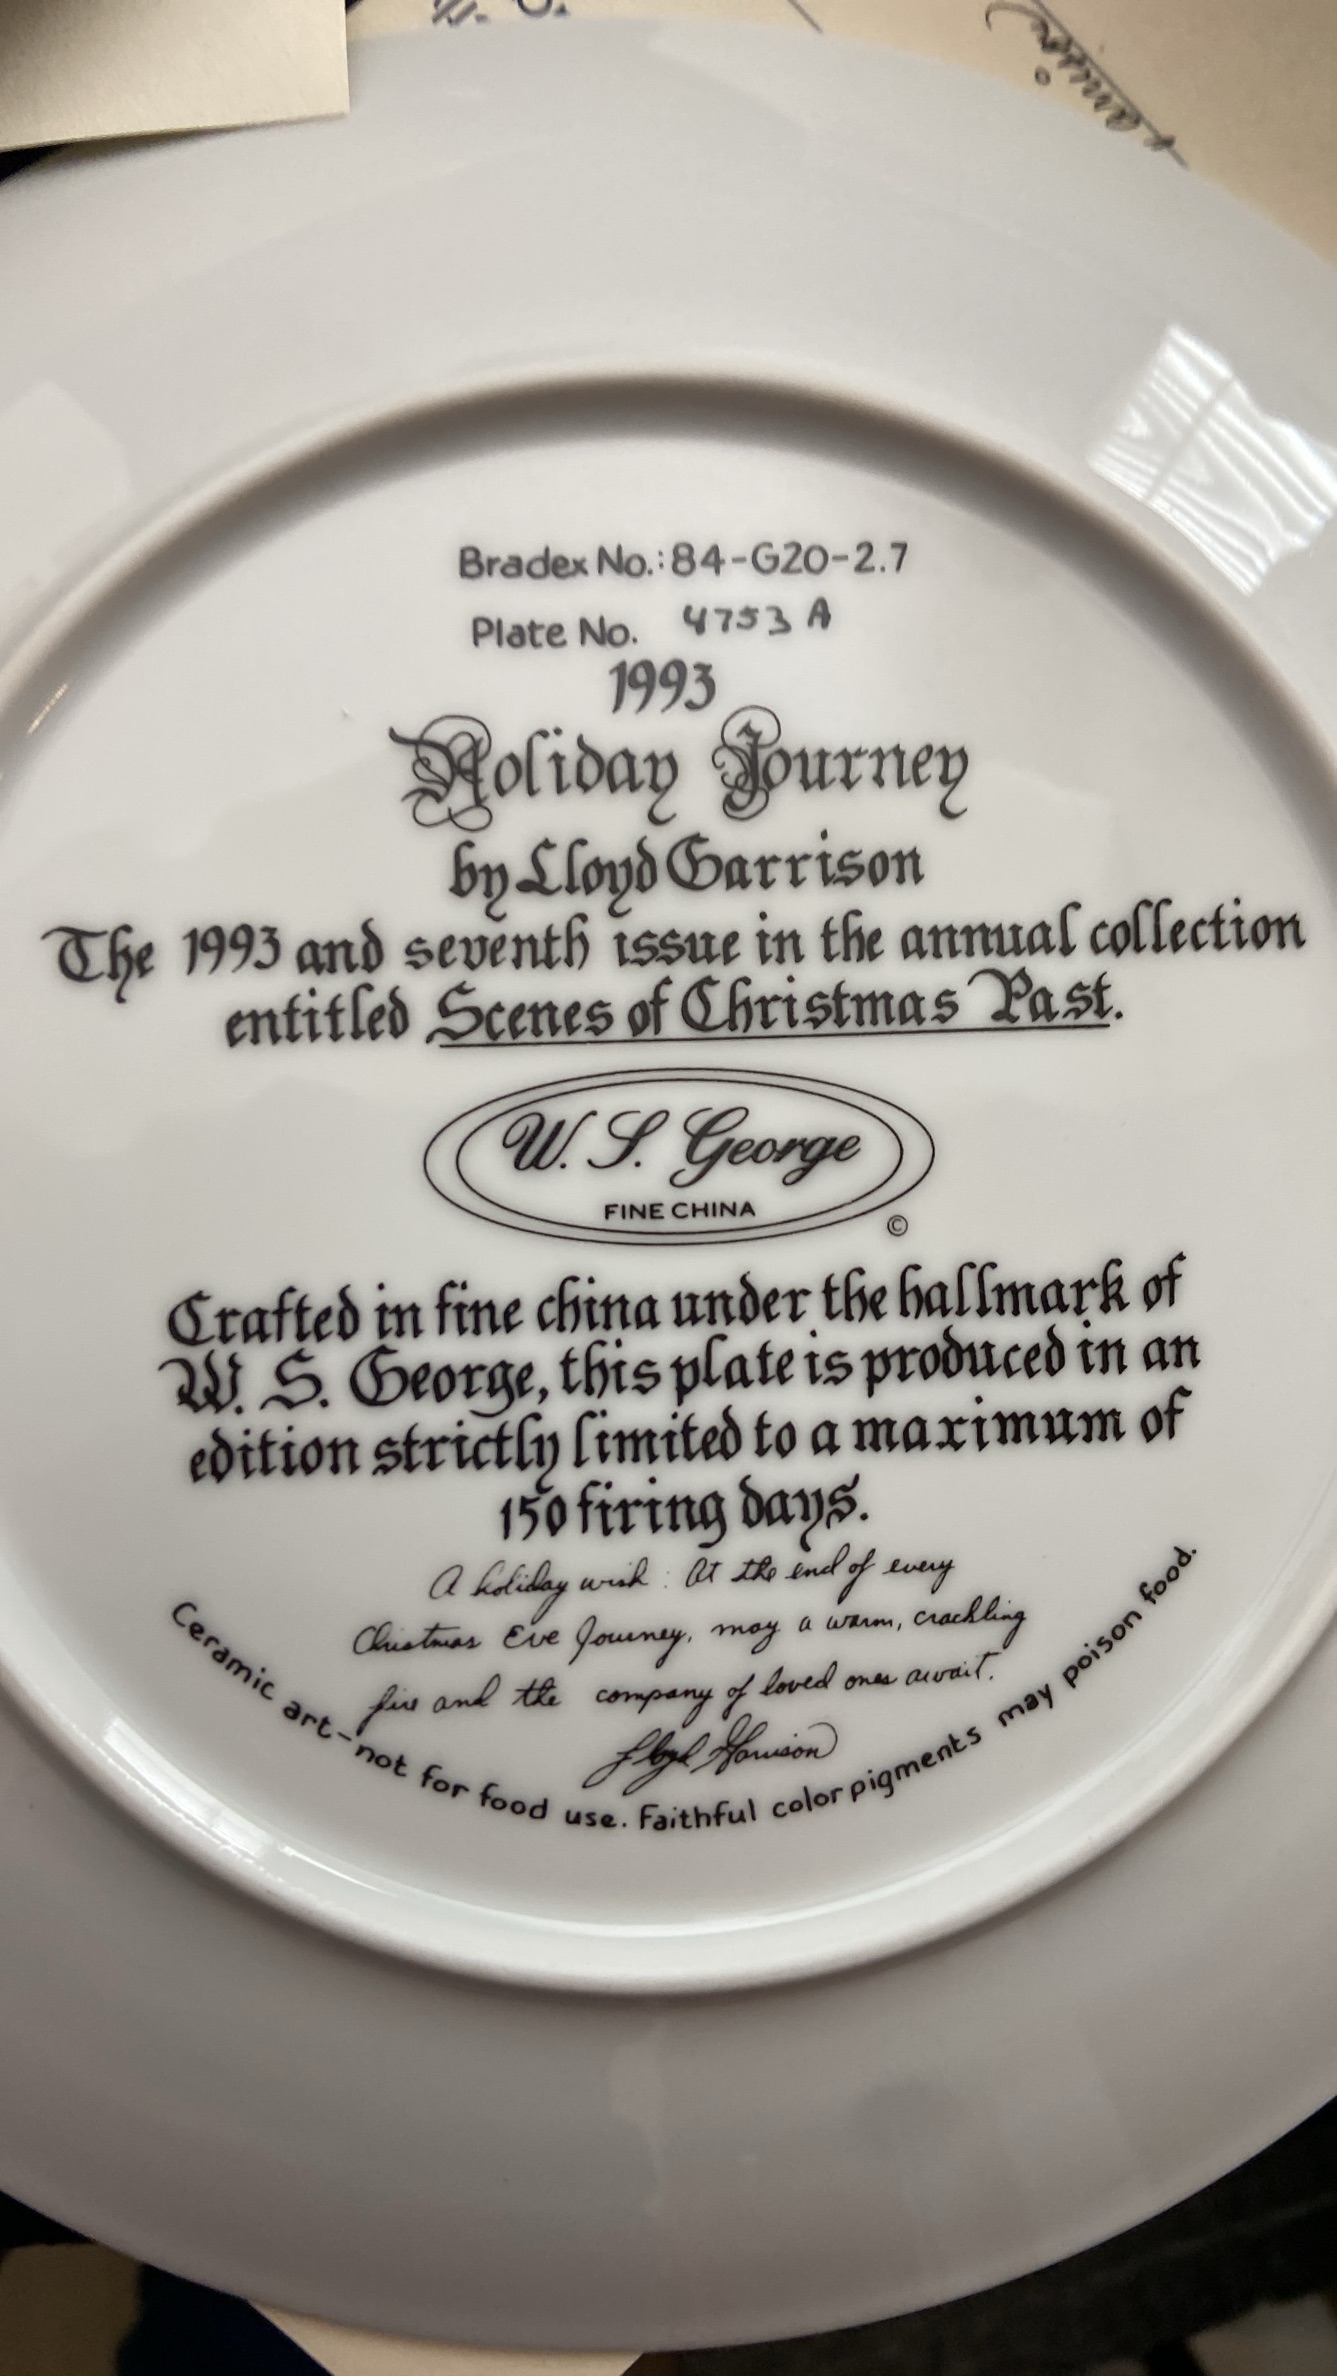 Bradex No.: 84-G20-2.7
Plate No. 4753 A
1993
Holiday Journey
by Lloyd Garrison
The 1993 and seventh issue in the annual collection
entitled Scenes of Christmas Past.
W. S. George
FINE CHINA
©
Crafted in fine china under the hallmark of
W. S. George, this plate is produced in an
edition strictly limited to a maximum of
150 firing days.
A holiday wish: At the end of every
Christmas Eve Journey, may a warm, crackling
fire and the company of loved ones await.
Lloyd Garrison
Ceramic art-not for food use. Faithful color pigments may poison food.